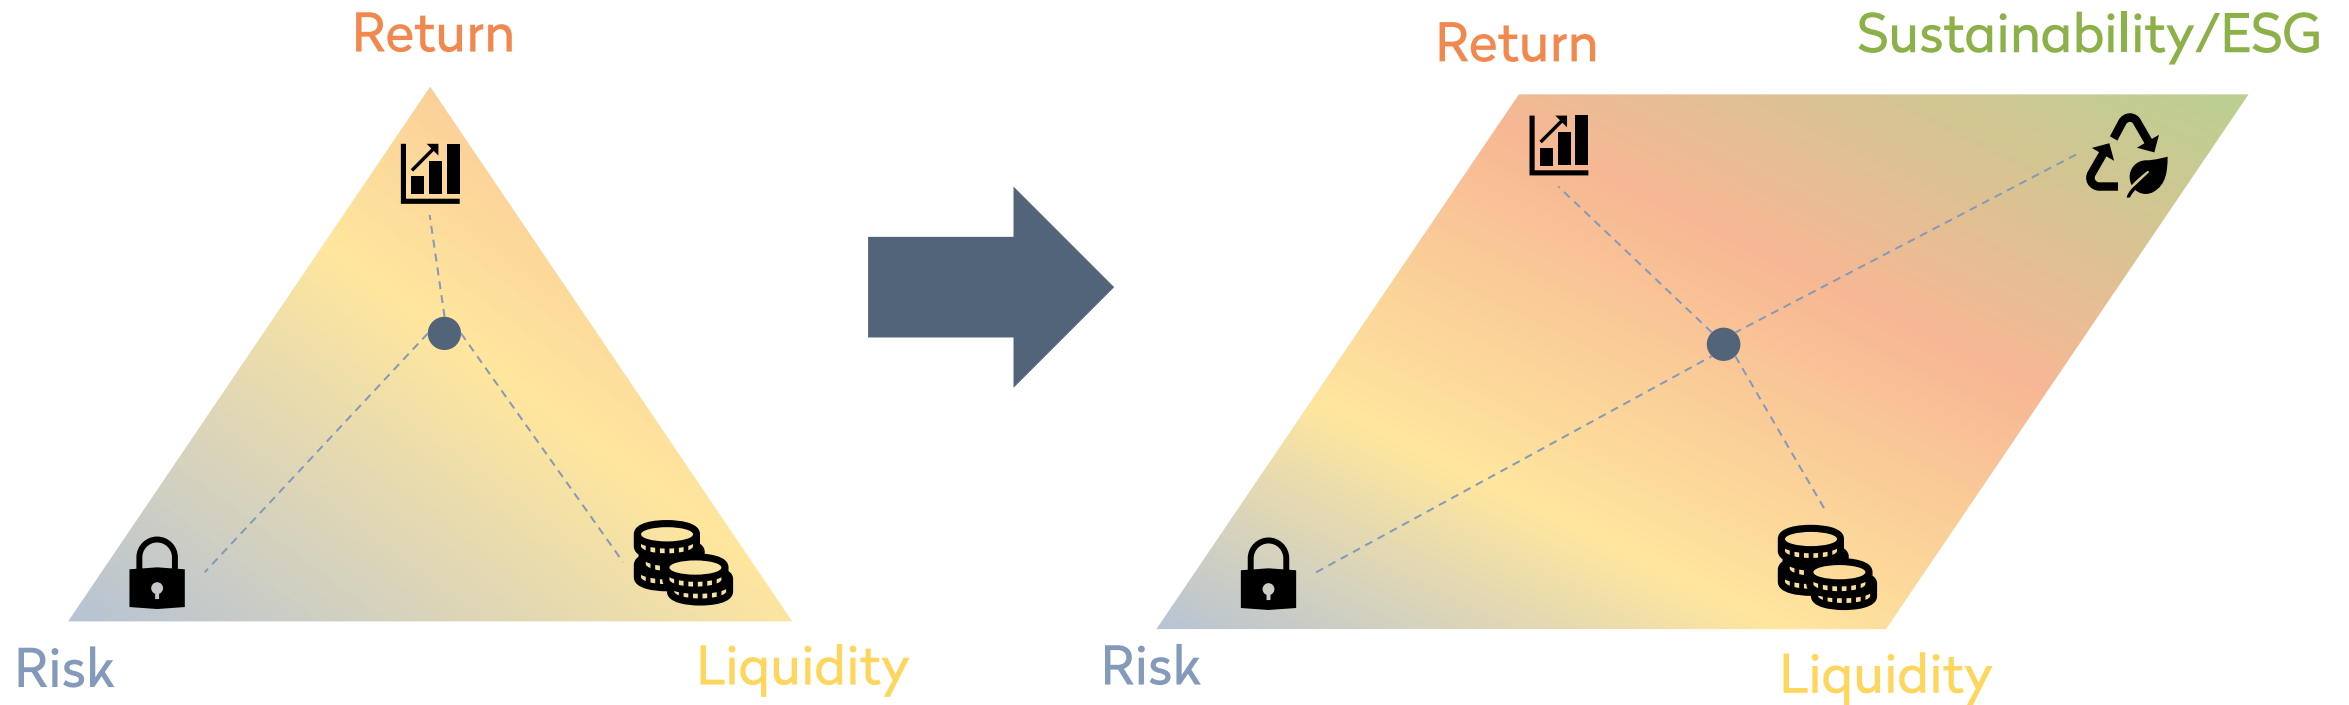 Return
Risk
Liquidity
Return
Sustainability/ESG
Risk
Liquidity